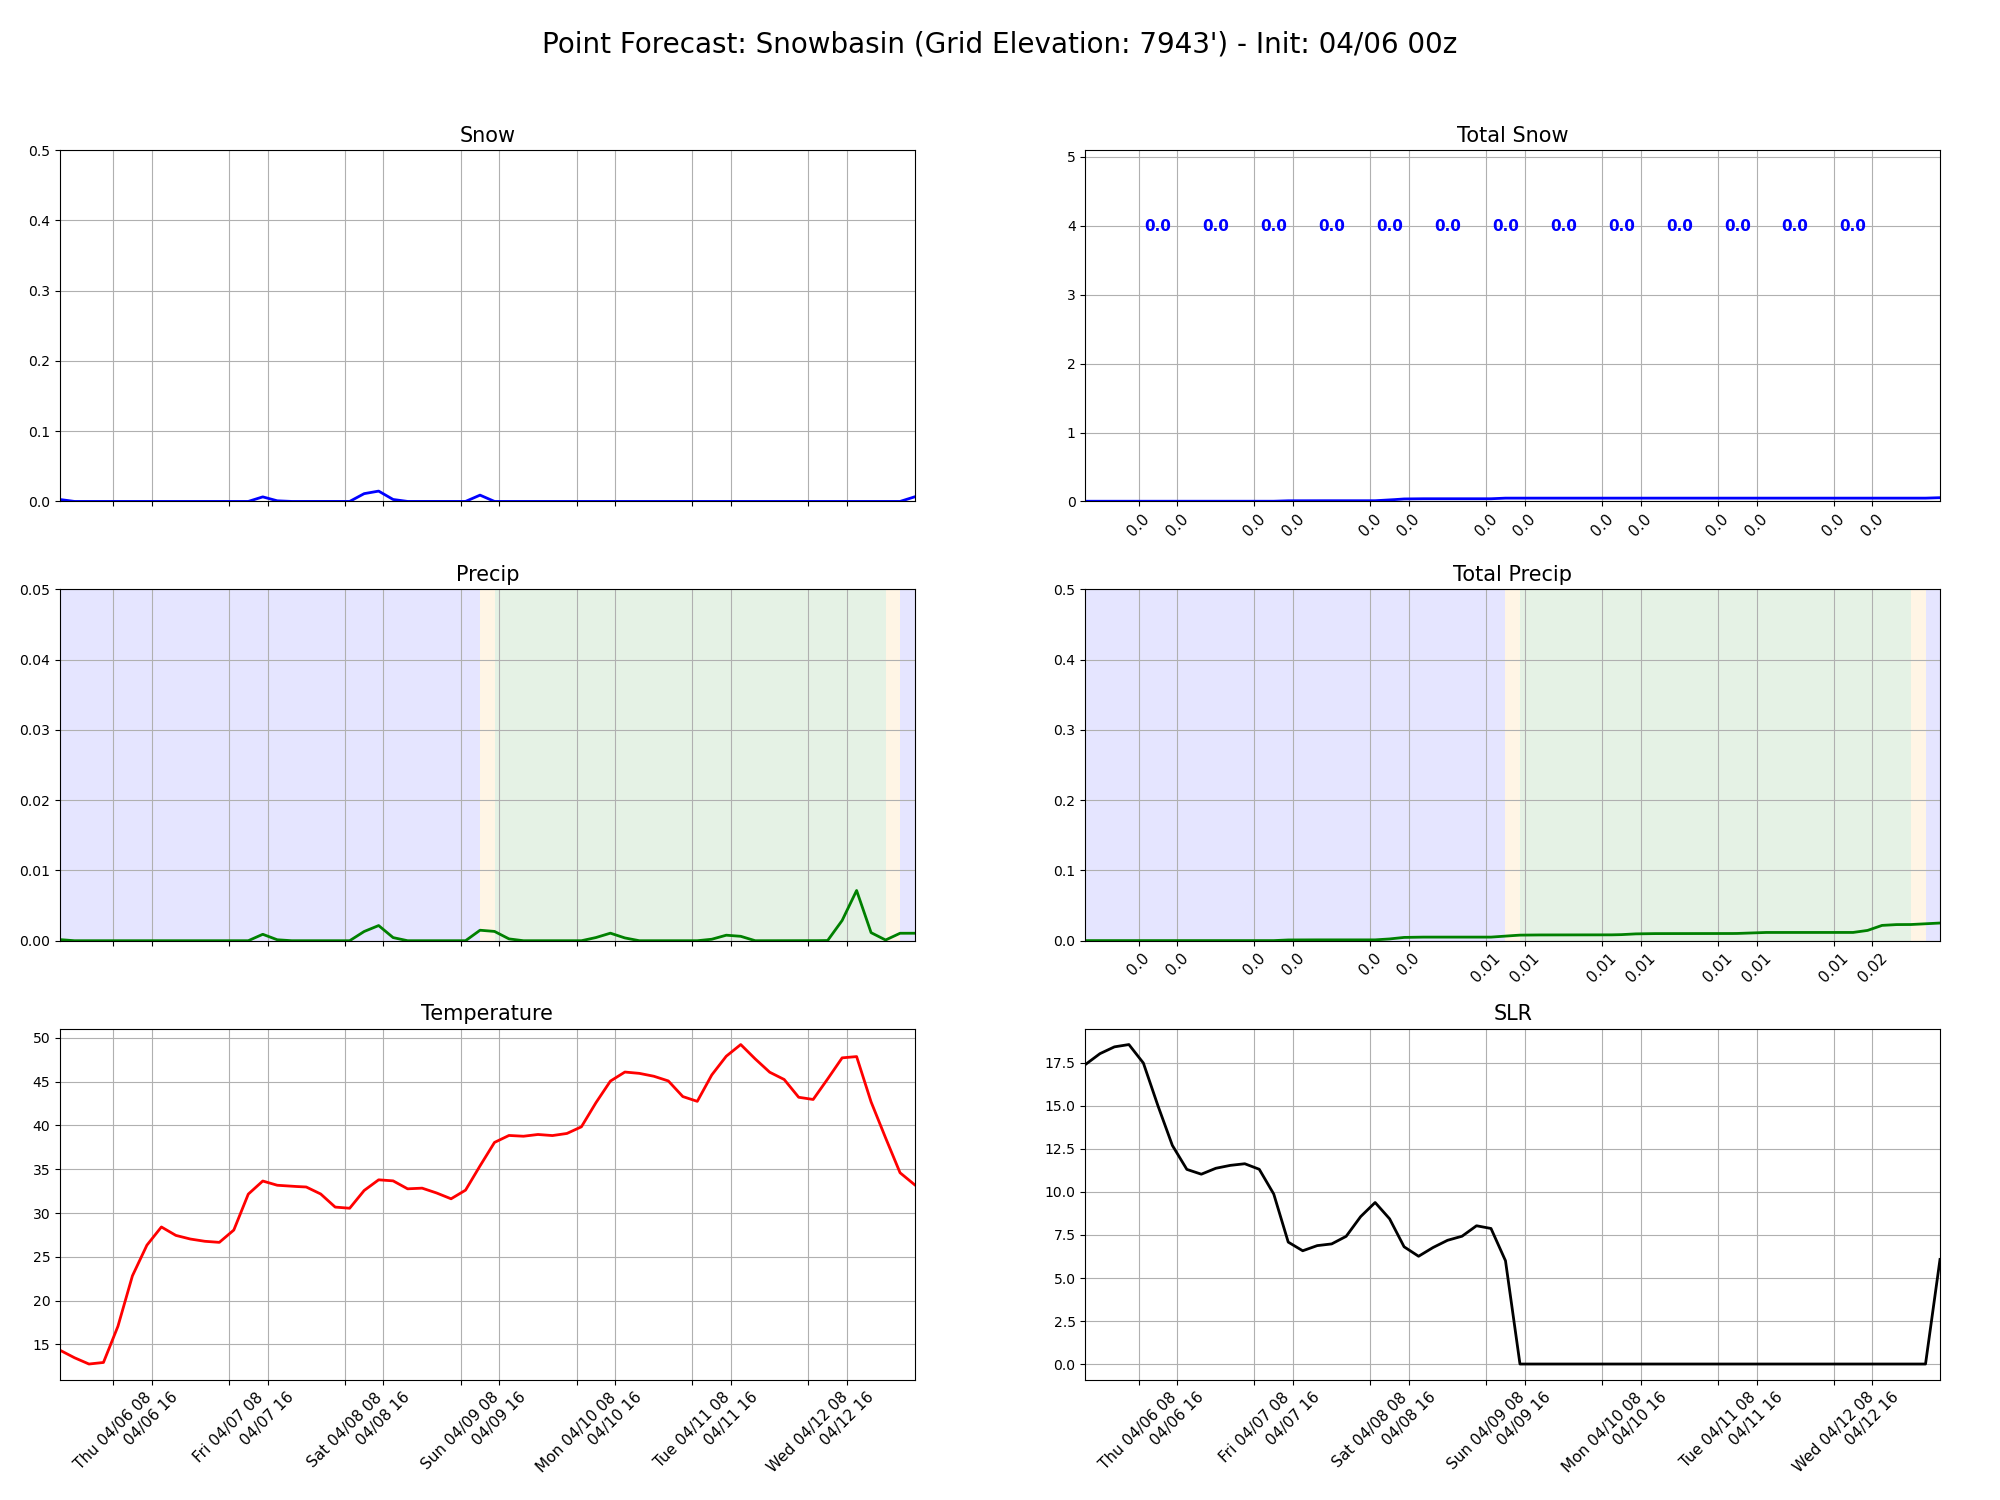 Point Forecast: Snowbasin (Grid Elevation: 7943') - Init: 04/06 00z
Snow
0.5
0.4
0.3
0.2
0.1
0.0
Total Snow
5
4
3
2
1
0
0.0 0.0 0.0 0.0 0.0 0.0 0.0 0.0 0.0 0.0 0.0 0.0 0.0
0.0 0.0 0.0 0.0 0.0 0.0 0.0 0.0 0.0 0.0 0.0 0.0 0.0 0.0
Precip
0.05
0.04
0.03
0.02
0.01
0.00
Total Precip
0.5
0.4
0.3
0.2
0.1
0.0
0.0 0.0 0.0 0.0 0.0 0.0 0.01 0.01 0.01 0.01 0.01 0.01 0.01 0.02
Temperature
50
45
40
35
30
25
20
15
Thu 04/06 08
04/06 16
Fri 04/07 08
04/07 16
Sat 04/08 08
04/08 16
Sun 04/09 08
04/09 16
Mon 04/10 08
04/10 16
Tue 04/11 08
04/11 16
Wed 04/12 08
04/12 16
SLR
17.5
15.0
12.5
10.0
7.5
5.0
2.5
0.0
Thu 04/06 08
04/06 16
Fri 04/07 08
04/07 16
Sat 04/08 08
04/08 16
Sun 04/09 08
04/09 16
Mon 04/10 08
04/10 16
Tue 04/11 08
04/11 16
Wed 04/12 08
04/12 16